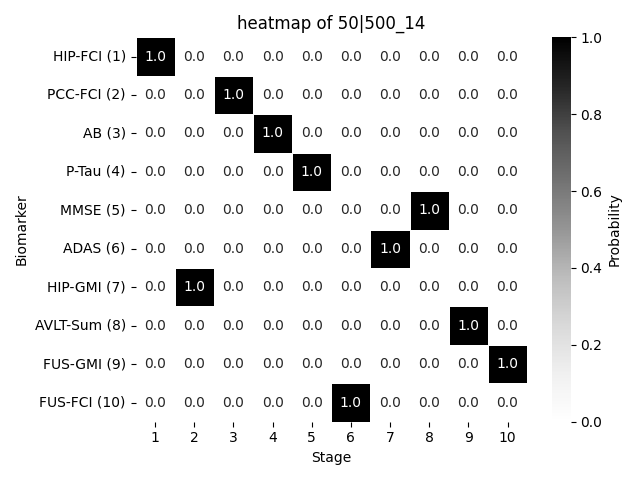 heatmap of 50|500_14
HIP-FCI (1) 1.0 0.0 0.0 0.0 0.0 0.0 0.0 0.0 0.0 0.0
PCC-FCI (2) 0.0 0.0 1.0 0.0 0.0 0.0 0.0 0.0 0.0 0.0
AB (3) 0.0 0.0 0.0 1.0 0.0 0.0 0.0 0.0 0.0 0.0
P-Tau (4) 0.0 0.0 0.0 0.0 1.0 0.0 0.0 0.0 0.0 0.0
MMSE (5) 0.0 0.0 0.0 0.0 0.0 0.0 0.0 1.0 0.0 0.0
ADAS (6) 0.0 0.0 0.0 0.0 0.0 0.0 1.0 0.0 0.0 0.0
HIP-GMI (7) 0.0 1.0 0.0 0.0 0.0 0.0 0.0 0.0 0.0 0.0
AVLT-Sum (8) 0.0 0.0 0.0 0.0 0.0 0.0 0.0 0.0 1.0 0.0
FUS-GMI (9) 0.0 0.0 0.0 0.0 0.0 0.0 0.0 0.0 0.0 1.0
FUS-FCI (10) 0.0 0.0 0.0 0.0 0.0 1.0 0.0 0.0 0.0 0.0
1 2 3 4 5 6 7 8 9 10
Stage
Biomarker
1.0
0.8
0.6
0.4
0.2
0.0
Probability